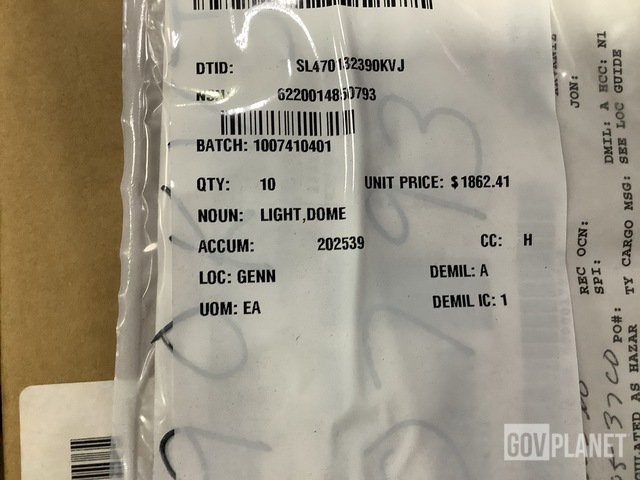 DTID: SL470132390KVJ
NSN: 6220014850793
BATCH: 1007410401
QTY: 10 UNIT PRICE: $1862.41
NOUN: LIGHT,DOME
ACCUM: 202539 CC: H
LOC: GENN DEMIL: A
UOM: EA DEMIL IC: 1
JON:
DMIL: A HCC: N1
SEE LOC GUIDE
REC OCN:
SPI:
TY CARGO MSG:
PO#:
AS HAZAR
GOVPLANET